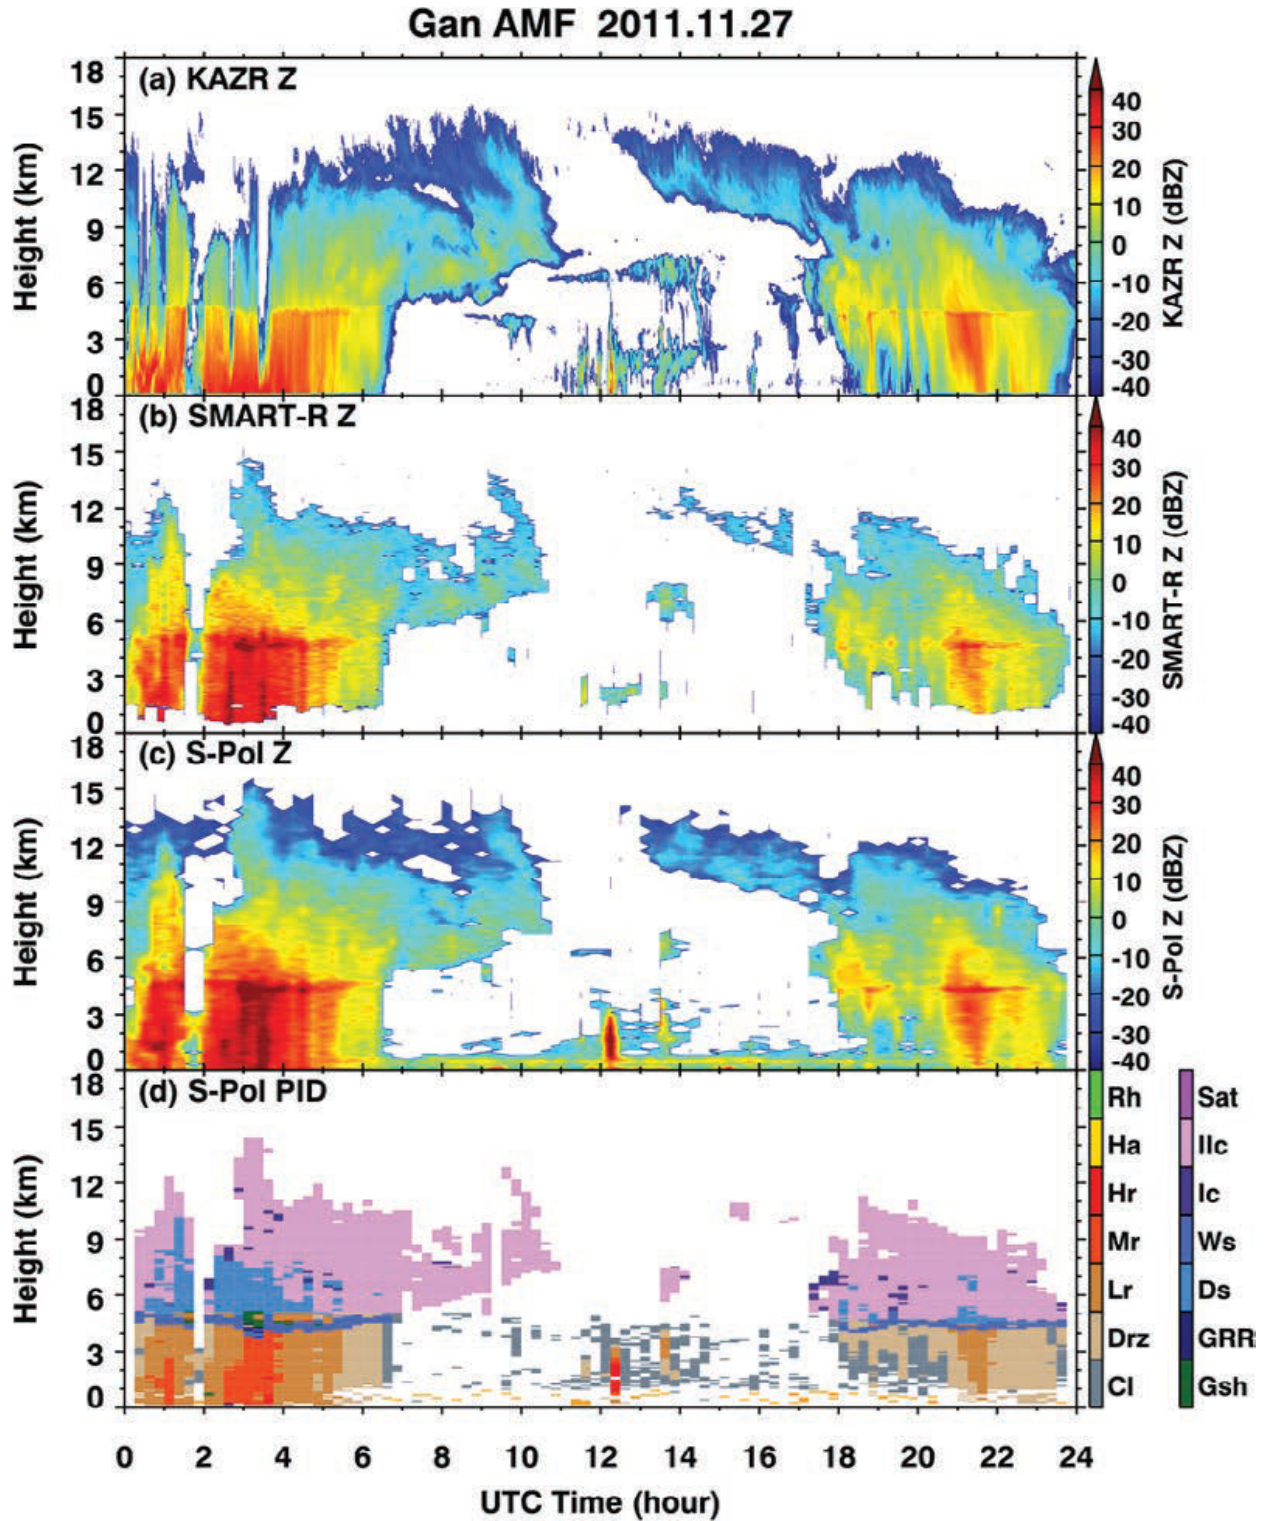 Gan AMF 2011.11.27
(a) KAZR Z
18
15
12
9
6
3
0
Height (km)
40
30
20
10
0
-10
-20
-30
-40
KAZR Z (dBZ)
(b) SMART-R Z
18
15
12
9
6
3
0
Height (km)
40
30
20
10
0
-10
-20
-30
-40
SMART-R Z (dBZ)
(c) S-Pol Z
18
15
12
9
6
3
0
Height (km)
40
30
20
10
0
-10
-20
-30
-40
S-Pol Z (dBZ)
(d) S-Pol PID
18
15
12
9
6
3
0
Height (km)
Rh
Ha
Hr
Mr
Lr
Drz
Cl
Sat
IIc
Ic
Ws
Ds
GRR
Gsh
0 2 4 6 8 10 12 14 16 18 20 22 24
UTC Time (hour)